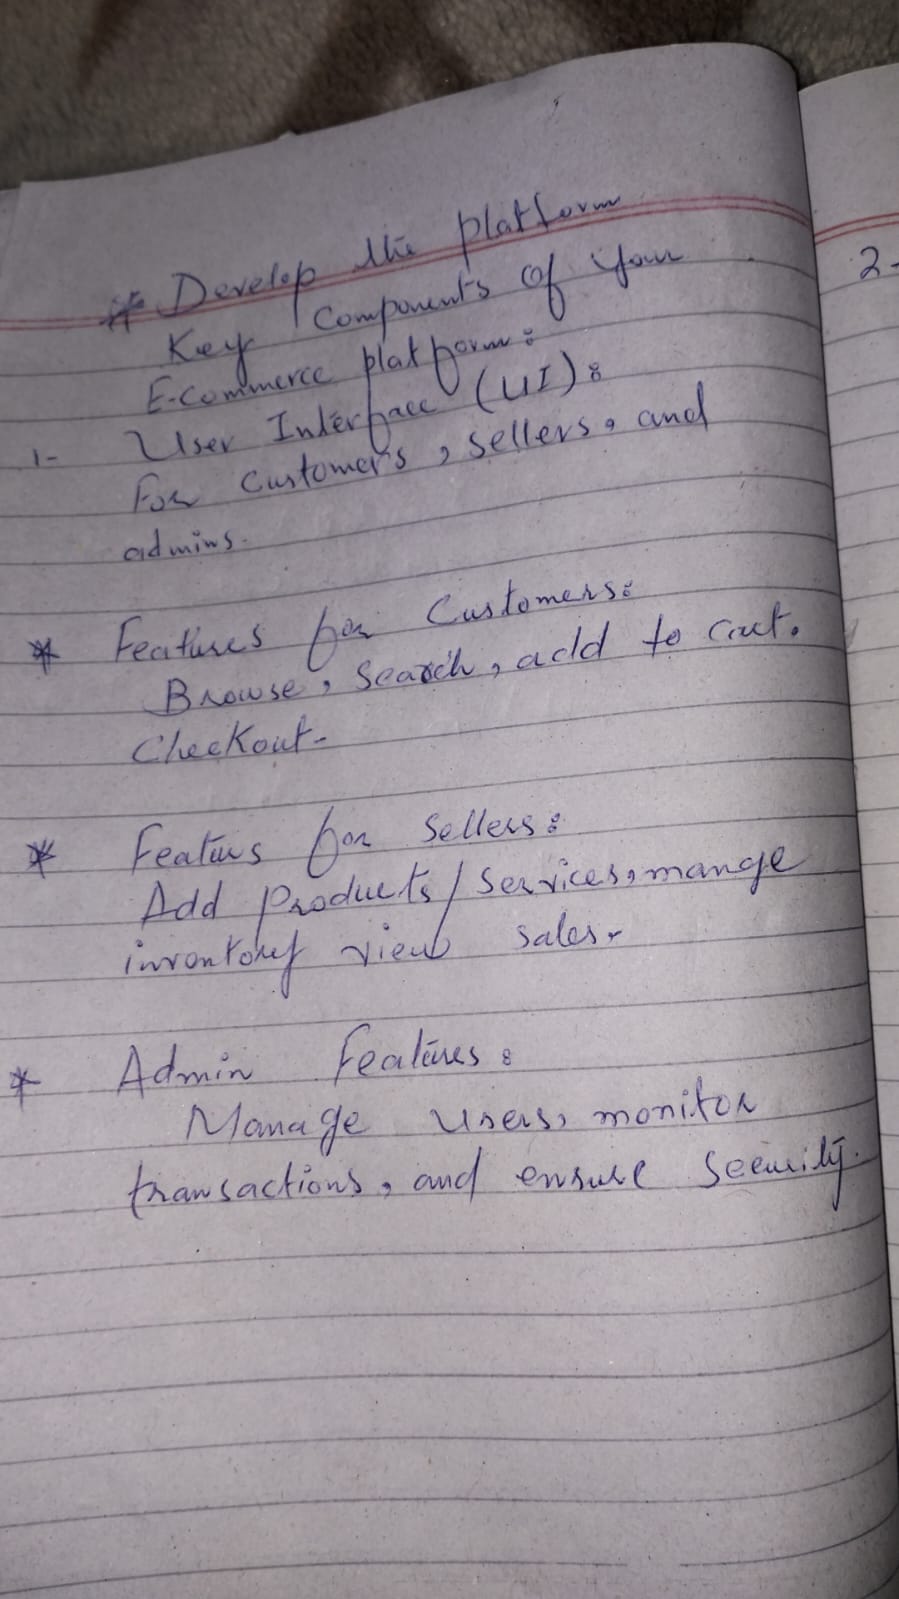 # Develop the platform
Key Components of your
E-Commerce platform:
1- User Interface (UI):
For Customers, sellers, and
admins.
* Features for Customers:
Browse, Search, add to Cart.
Checkout-
* Featurs for Sellers:
Add Products/Services, mange
inventory view sales.
* Admin Features:
Manage Users, monitor
transactions, and ensure Security.
2-